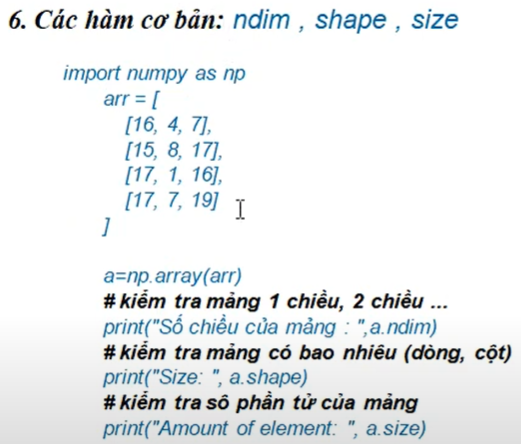 6. Các hàm cơ bản: ndim , shape , size
import numpy as np
arr = [
[16, 4, 7],
[15, 8, 17],
[17, 1, 16],
[17, 7, 19]
]
a=np.array(arr)
# kiểm tra mảng 1 chiều, 2 chiều ...
print("Số chiều của mảng : ",a.ndim)
# kiểm tra mảng có bao nhiêu (dòng, cột)
print("Size: ", a.shape)
# kiểm tra sô phần tử của mảng
print("Amount of element: ", a.size)